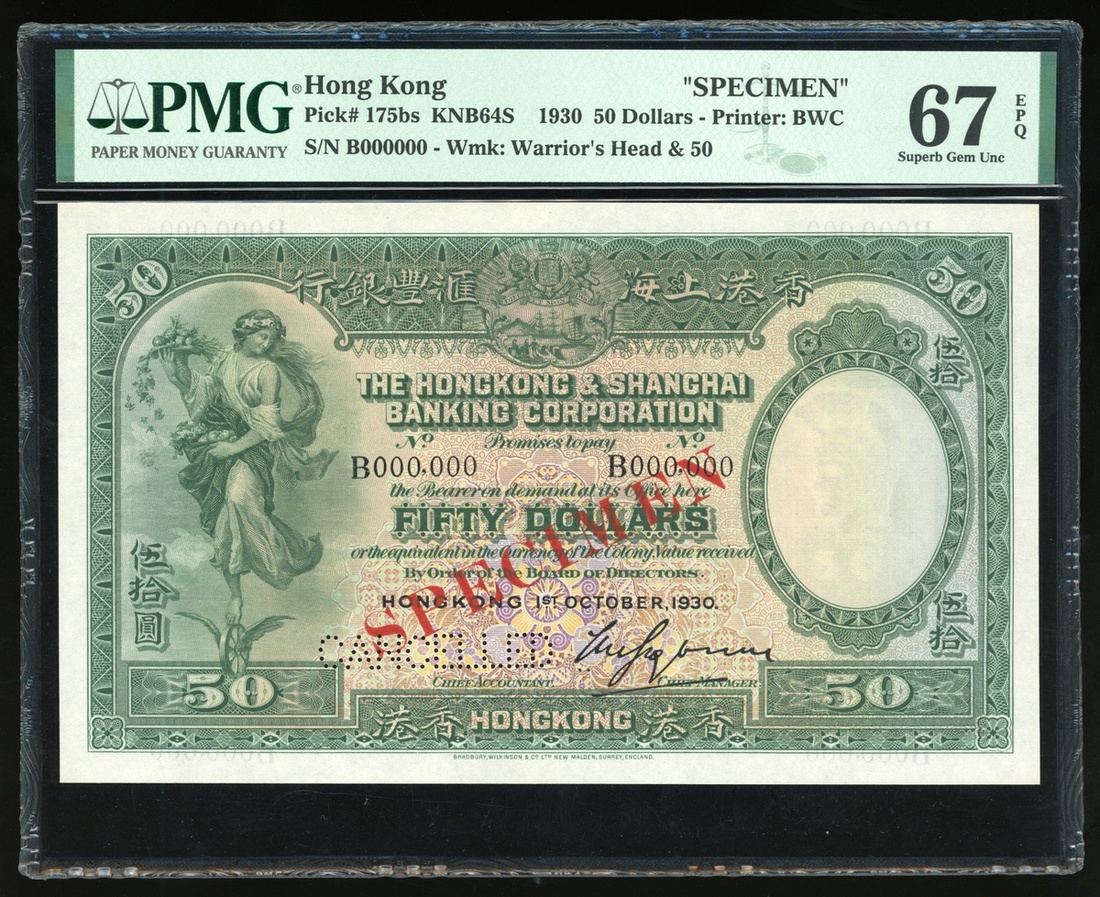 PMG®
PAPER MONEY GUARANTY
Hong Kong "SPECIMEN"
Pick# 175bs KNB64S 1930 50 Dollars - Printer: BWC
S/N B000000 - Wmk: Warrior's Head & 50
67 EPQ
Superb Gem Unc
50 行銀豐滙 海上港香 50
THE HONGKONG & SHANGHAI
BANKING CORPORATION
Nº Promises to pay Nº
B000,000 B000,000
the Bearer on demand at its Office here
FIFTY DOLLARS
or the equivalent in the Currency of the Colony, Value received
By Order of the BOARD OF DIRECTORS.
HONGKONG 1ST OCTOBER, 1930.
SPECIMEN
CANCELLED
CHIEF ACCOUNTANT CHIEF MANAGER
伍拾圓
伍拾
伍拾
50 50
港香 HONGKONG 港香
BRADBURY, WILKINSON & Cº LTD NEW MALDEN, SURREY, ENGLAND.